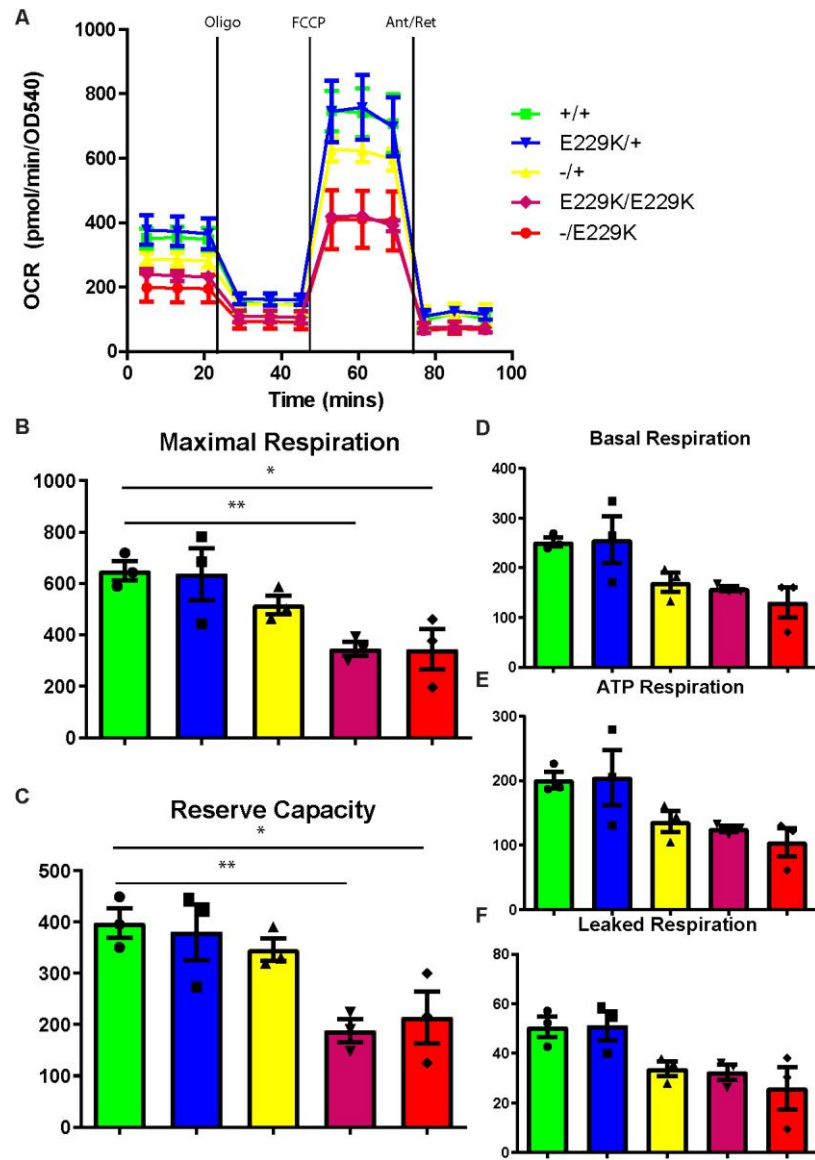 A
Oligo FCCP Ant/Ret
OCR (pmol/min/OD540)
1000
800
600
400
200
0
0 20 40 60 80 100
Time (mins)
+/+
E229K/+
-/+
E229K/E229K
-/E229K
B
Maximal Respiration
*
**
1000
800
600
400
200
0
C
Reserve Capacity
*
**
500
400
300
200
100
0
D
Basal Respiration
400
300
200
100
0
E
ATP Respiration
300
200
100
0
F
Leaked Respiration
80
60
40
20
0